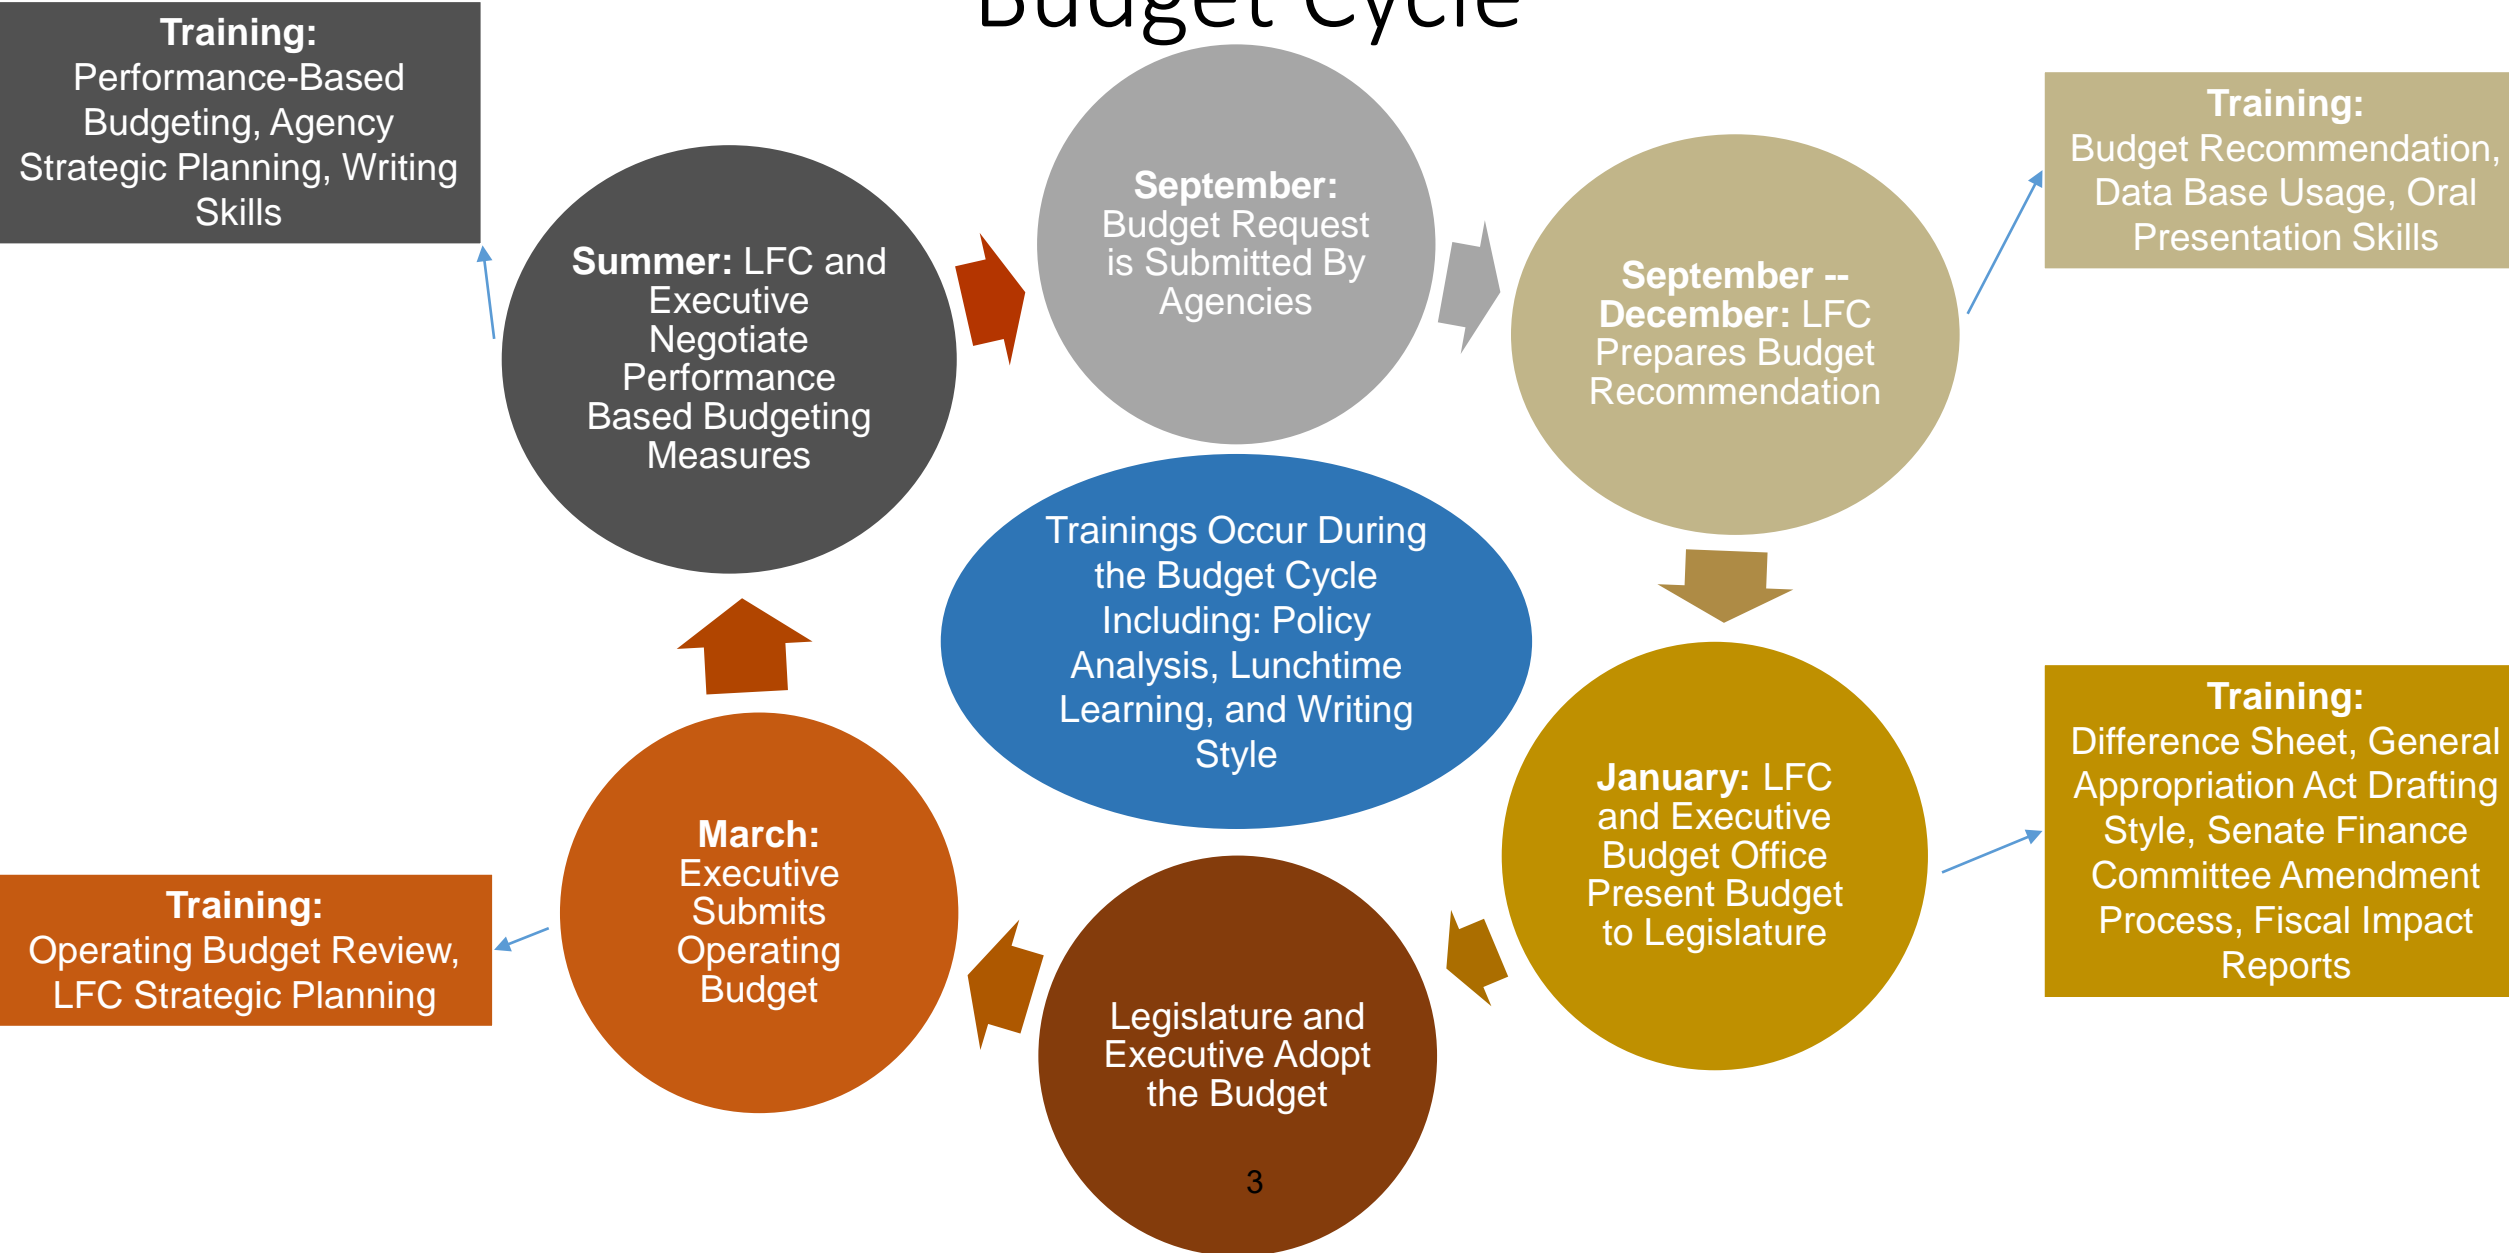 Budget Cycle
Training:
Performance-Based
Budgeting, Agency
Strategic Planning, Writing
Skills
Summer: LFC and
Executive
Negotiate
Performance
Based Budgeting
Measures
September:
Budget Request
is Submitted By
Agencies
September --
December: LFC
Prepares Budget
Recommendation
Training:
Budget Recommendation,
Data Base Usage, Oral
Presentation Skills
Trainings Occur During
the Budget Cycle
Including: Policy
Analysis, Lunchtime
Learning, and Writing
Style
January: LFC
and Executive
Budget Office
Present Budget
to Legislature
Training:
Difference Sheet, General
Appropriation Act Drafting
Style, Senate Finance
Committee Amendment
Process, Fiscal Impact
Reports
Legislature and
Executive Adopt
the Budget
March:
Executive
Submits
Operating
Budget
Training:
Operating Budget Review,
LFC Strategic Planning
3